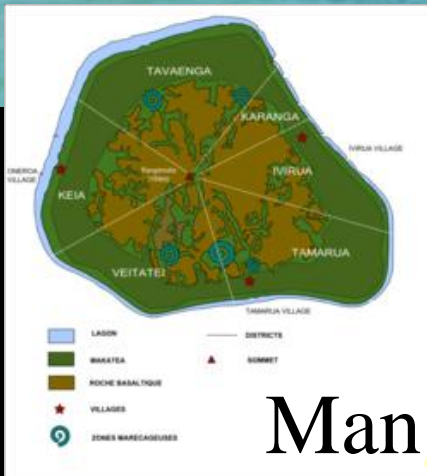 TAVAENGA
KARANGA
IVIRUA VILLAGE
ONEROA
VILLAGE
IVIRUA
KEIA
TAMARUA
VEITATEI
TAMARUA VILLAGE
LAGON
DISTRICTS
MAKATEA
SOMMET
ROCHE BASALTIQUE
VILLAGES
ZONES MARECAGEUSES
Man